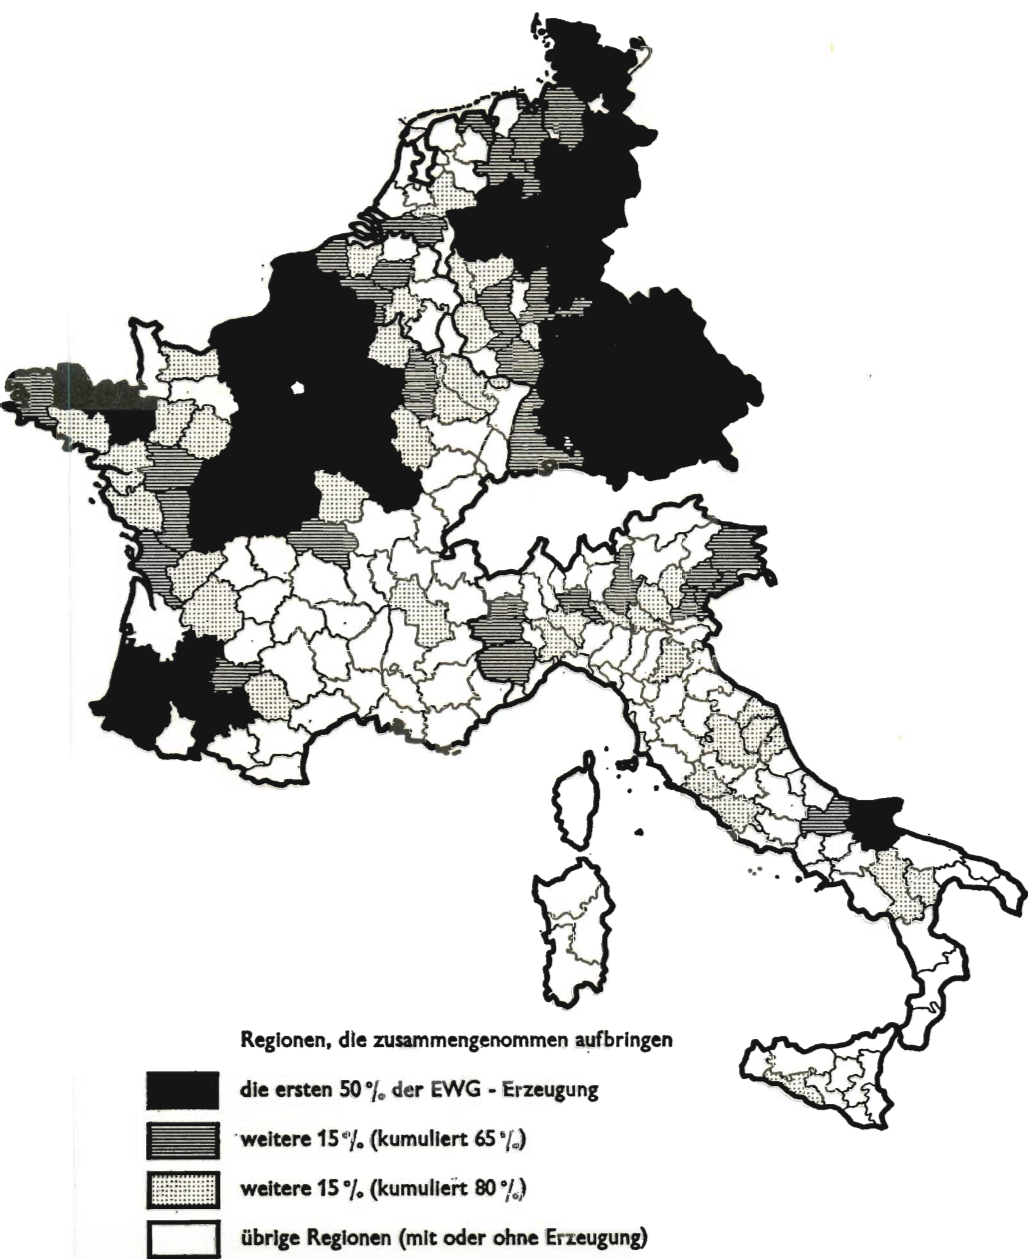 Regionen, die zusammengenommen aufbringen
die ersten 50 % der EWG - Erzeugung
weitere 15 % (kumuliert 65 %)
weitere 15 % (kumuliert 80 %)
übrige Regionen (mit oder ohne Erzeugung)